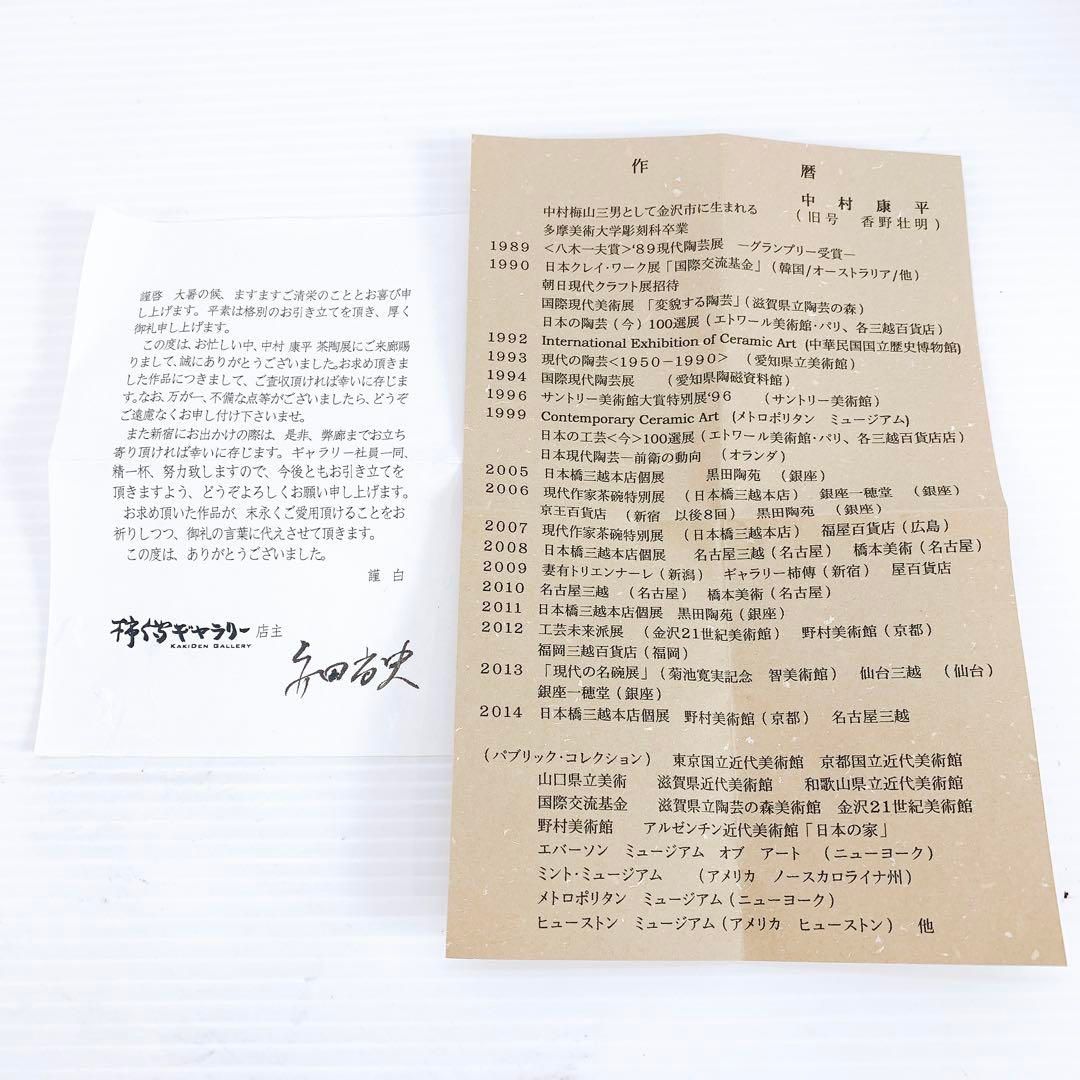 謹啓 大暑の候、ますますご清栄のこととお喜び申
し上げます。平素は格別のお引き立てを頂き、厚く
御礼申し上げます。
この度は、お忙しい中、中村 康平 茶陶展にご来廊賜
りまして、誠にありがとうございました。お求め頂きま
した作品につきまして、ご査収頂ければ幸いに存じま
す。なお、万が一、不備な点等がございましたら、どうぞ
ご遠慮なくお申し付け下さいませ。
また新宿にお出かけの際は、是非、弊廊までお立ち
寄り頂ければ幸いに存じます。ギャラリー社員一同、
精一杯、努力致しますので、今後ともお引き立てを
頂きますよう、どうぞよろしくお願い申し上げます。
お求め頂いた作品が、末永くご愛用頂けることをお
祈りしつつ、御礼の言葉に代えさせて頂きます。
この度は、ありがとうございました。
謹 白
柿傳ギャラリー 店主
KAKIDEN GALLERY
作 暦
中 村 康 平
(旧号 香野壮明)
中村梅山三男として金沢市に生まれる
多摩美術大学彫刻科卒業
1989 <八木一夫賞>'89現代陶芸展 —グランプリー受賞—
1990 日本クレイ・ワーク展「国際交流基金」(韓国/オーストラリア/他)
朝日現代クラフト展招待
国際現代美術展 「変貌する陶芸」(滋賀県立陶芸の森)
日本の陶芸(今)100選展(エトワール美術館・パリ、各三越百貨店)
1992 International Exhibition of Ceramic Art (中華民国国立歴史博物館)
1993 現代の陶芸<1950−1990> (愛知県立美術館)
1994 国際現代陶芸展 (愛知県陶磁資料館)
1996 サントリー美術館大賞特別展'96 (サントリー美術館)
1999 Contemporary Ceramic Art (メトロポリタン ミュージアム)
日本の工芸<今>100選展(エトワール美術館・パリ、各三越百貨店店)
日本現代陶芸—前衛の動向 (オランダ)
2005 日本橋三越本店個展 黒田陶苑 (銀座)
2006 現代作家茶碗特別展 (日本橋三越本店) 銀座一穂堂 (銀座)
京王百貨店 (新宿 以後8回) 黒田陶苑 (銀座)
2007 現代作家茶碗特別展 (日本橋三越本店) 福屋百貨店(広島)
2008 日本橋三越本店個展 名古屋三越(名古屋) 橋本美術(名古屋)
2009 妻有トリエンナーレ(新潟) ギャラリー柿傳(新宿) 屋百貨店
2010 名古屋三越 (名古屋) 橋本美術(名古屋)
2011 日本橋三越本店個展 黒田陶苑(銀座)
2012 工芸未来派展 (金沢21世紀美術館) 野村美術館(京都)
福岡三越百貨店(福岡)
2013 「現代の名碗展」(菊池寛実記念 智美術館) 仙台三越 (仙台)
銀座一穂堂(銀座)
2014 日本橋三越本店個展 野村美術館(京都) 名古屋三越
(パブリック・コレクション) 東京国立近代美術館 京都国立近代美術館
山口県立美術 滋賀県近代美術館 和歌山県立近代美術館
国際交流基金 滋賀県立陶芸の森美術館 金沢21世紀美術館
野村美術館 アルゼンチン近代美術館「日本の家」
エバーソン ミュージアム オブ アート (ニューヨーク)
ミント・ミュージアム (アメリカ ノースカロライナ州)
メトロポリタン ミュージアム(ニューヨーク)
ヒューストン ミュージアム(アメリカ ヒューストン) 他